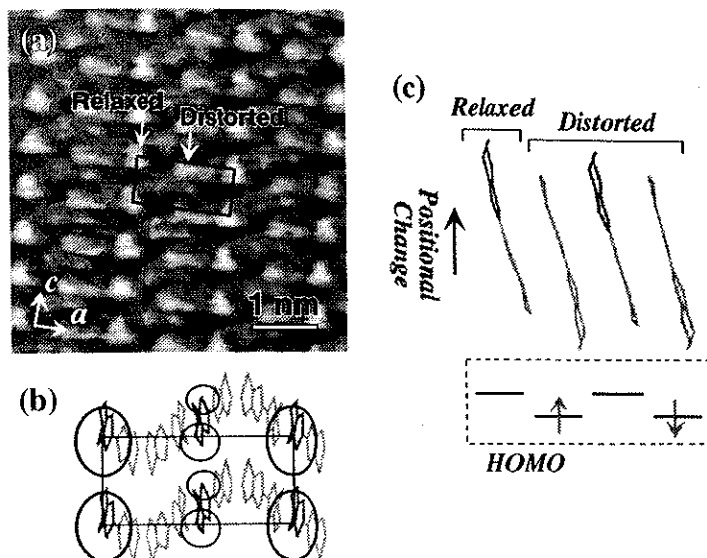 (a)
Relaxed
Distorted
c
a
1 nm
(b)
(c)
Relaxed
Distorted
Positional
Change
HOMO